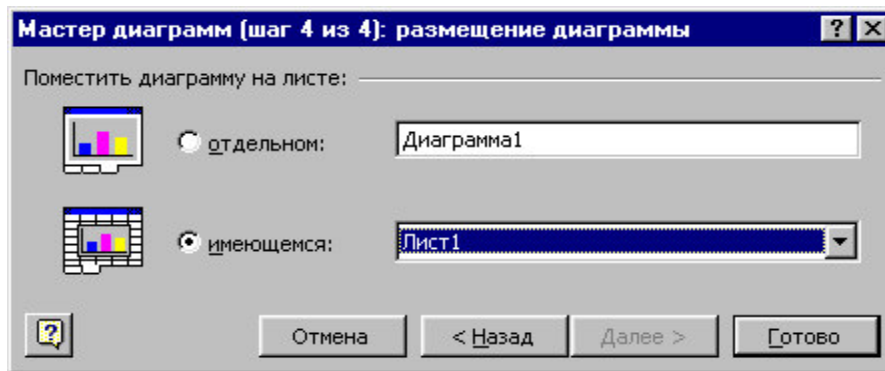 Мастер диаграмм (шаг 4 из 4): размещение диаграммы
Поместить диаграмму на листе:
отдельном: Диаграмма1
имеющемся: Лист1
Отмена < Назад Далее > Готово